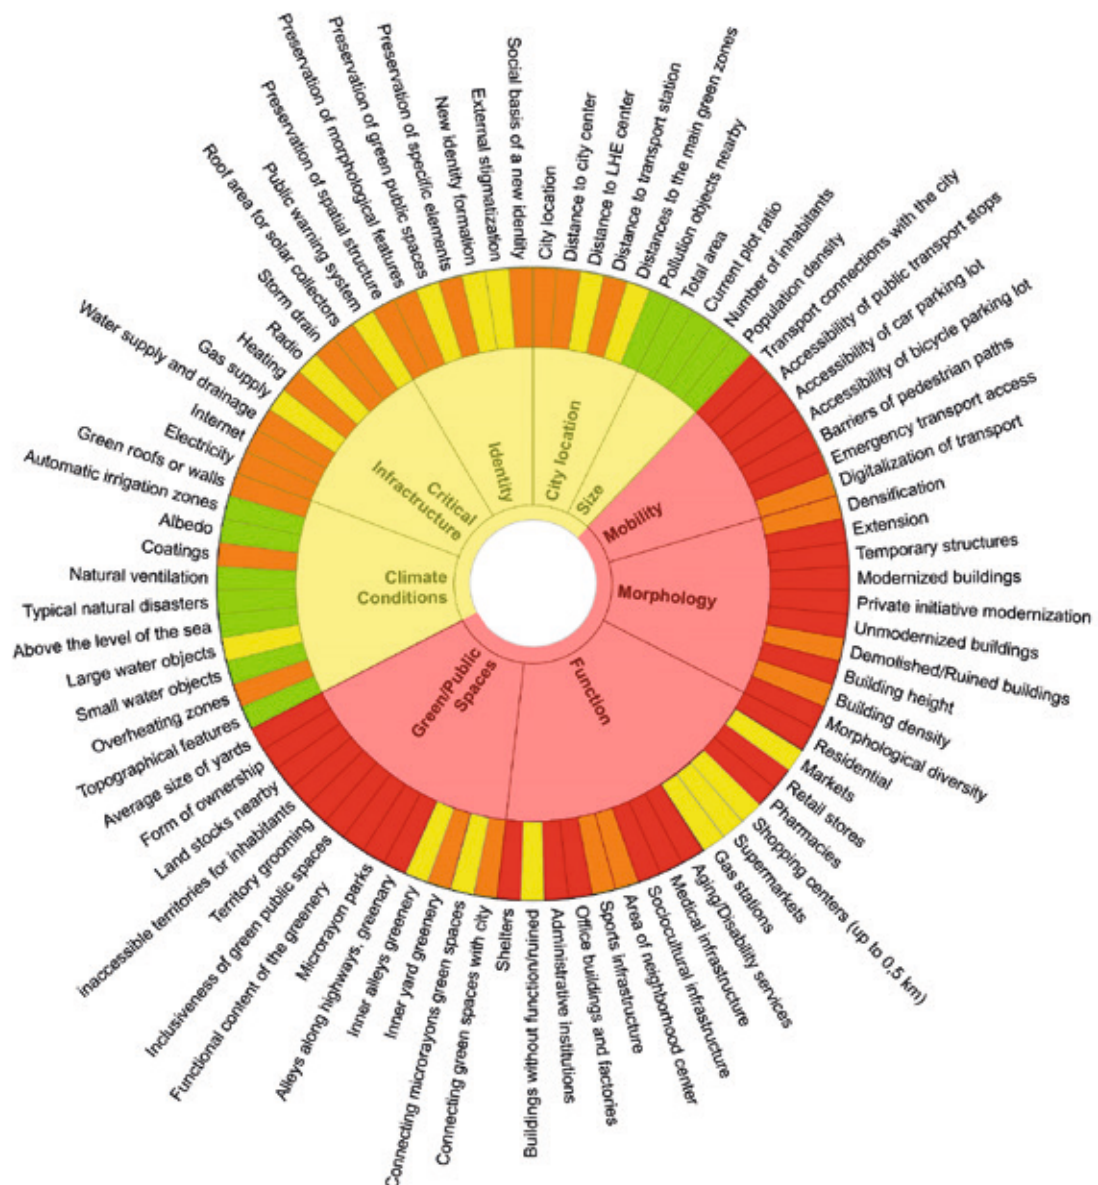 Social basis of a new identity
City location
Distance to city center
Distance to LHE center
Distance to transport station
Distances to the main green zones
Pollution objects nearby
Total area
Current plot ratio
Number of inhabitants
Population density
Transport connections with the city
Accessibility of public transport stops
Accessibility of car parking lot
Accessibility of bicycle parking lot
Barriers of pedestrian paths
Emergency transport access
Digitalization of transport
Densification
Extension
Temporary structures
Modernized buildings
Private initiative modernization
Unmodernized buildings
Demolished/Ruined buildings
Building height
Building density
Morphological diversity
Residential
Markets
Retail stores
Pharmacies
Shopping centers (up to 0,5 km)
Supermarkets
Gas stations
Aging/Disability services
Medical infrastructure
Sociocultural infrastructure
Area of neighborhood center
Sports infrastructure
Office buildings and factories
Administrative institutions
Buildings without function/ruined
Shelters
Connecting green spaces with city
Connecting microrayons green spaces
Inner yard greenery
Inner alleys greenery
Alleys along highways, greenary
Microrayon parks
Functional content of the greenery
Inclusiveness of green public spaces
Territory grooming
inaccessible territories for inhabitants
Land stocks nearby
Form of ownership
Average size of yards
Topographical features
Overheating zones
Small water objects
Large water objects
Above the level of the sea
Typical natural disasters
Natural ventilation
Coatings
Albedo
Automatic irrigation zones
Green roofs or walls
Electricity
Internet
Water supply and drainage
Gas supply
Heating
Radio
Storm drain
Roof area for solar collectors
Public warning system
Preservation of spatial structure
Preservation of morphological features
Preservation of green public spaces
Preservation of specific elements
New identity formation
External stigmatization
City location
Size
Mobility
Morphology
Function
Green/Public
Spaces
Climate
Conditions
Critical
Infractructure
Identity